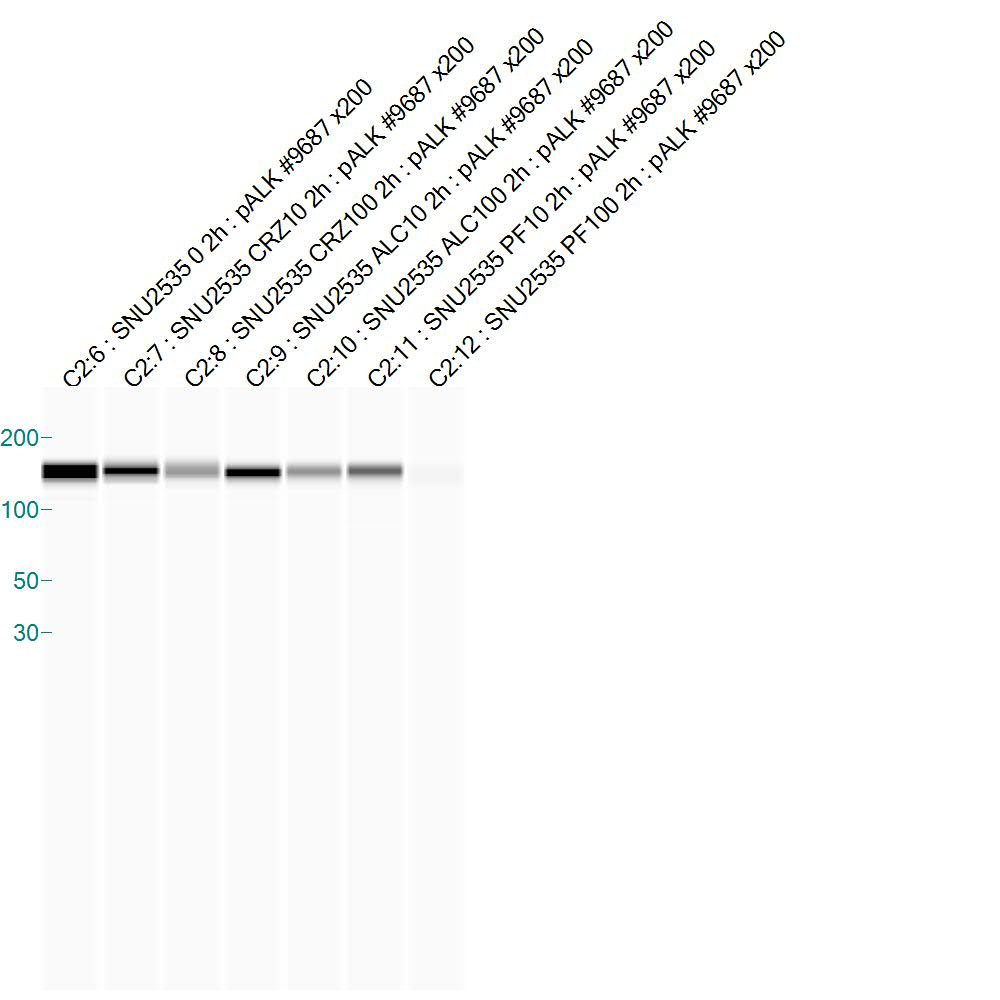 C2:6 : SNU2535 0 2h : pALK #9687 x200
C2:7 : SNU2535 CRZ10 2h : pALK #9687 x200
C2:8 : SNU2535 CRZ100 2h : pALK #9687 x200
C2:9 : SNU2535 ALC10 2h : pALK #9687 x200
C2:10 : SNU2535 ALC100 2h : pALK #9687 x200
C2:11 : SNU2535 PF10 2h : pALK #9687 x200
C2:12 : SNU2535 PF100 2h : pALK #9687 x200
200
100
50
30